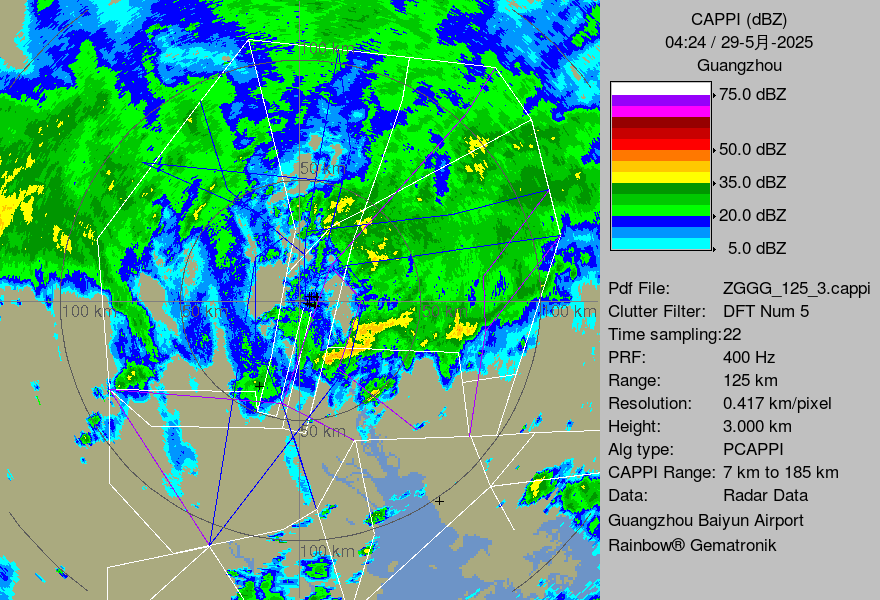 CAPPI (dBZ)
04:24 / 29-5月-2025
Guangzhou
75.0 dBZ
50.0 dBZ
35.0 dBZ
20.0 dBZ
5.0 dBZ
Pdf File: ZGGG_125_3.cappi
Clutter Filter: DFT Num 5
Time sampling:22
PRF: 400 Hz
Range: 125 km
Resolution: 0.417 km/pixel
Height: 3.000 km
Alg type: PCAPPI
CAPPI Range: 7 km to 185 km
Data: Radar Data
Guangzhou Baiyun Airport
Rainbow® Gematronik
100 km
50 km
100 km 50 km 50 km 100 km
50 km
100 km